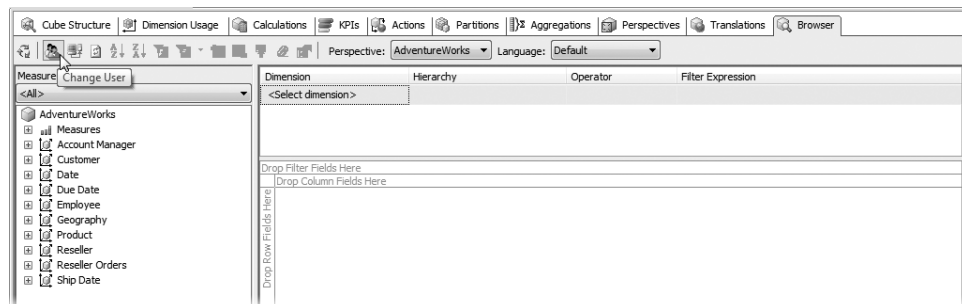 Cube Structure Dimension Usage Calculations KPIs Actions Partitions Aggregations Perspectives Translations Browser
Perspective: AdventureWorks Language: Default
Change User
Measure
<All>
AdventureWorks
Measures
Account Manager
Customer
Date
Due Date
Employee
Geography
Product
Reseller
Reseller Orders
Ship Date
Dimension Hierarchy Operator Filter Expression
<Select dimension>
Drop Filter Fields Here
Drop Column Fields Here
Drop Row Fields Here